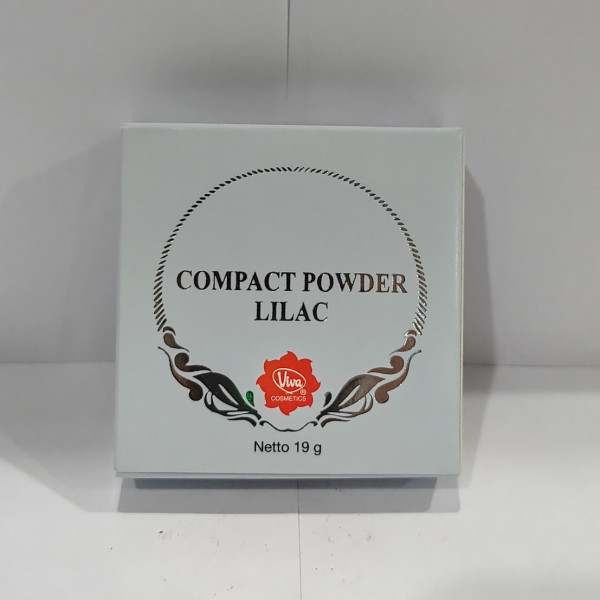 COMPACT POWDER
LILAC
Viva®
COSMETICS
Netto 19 g